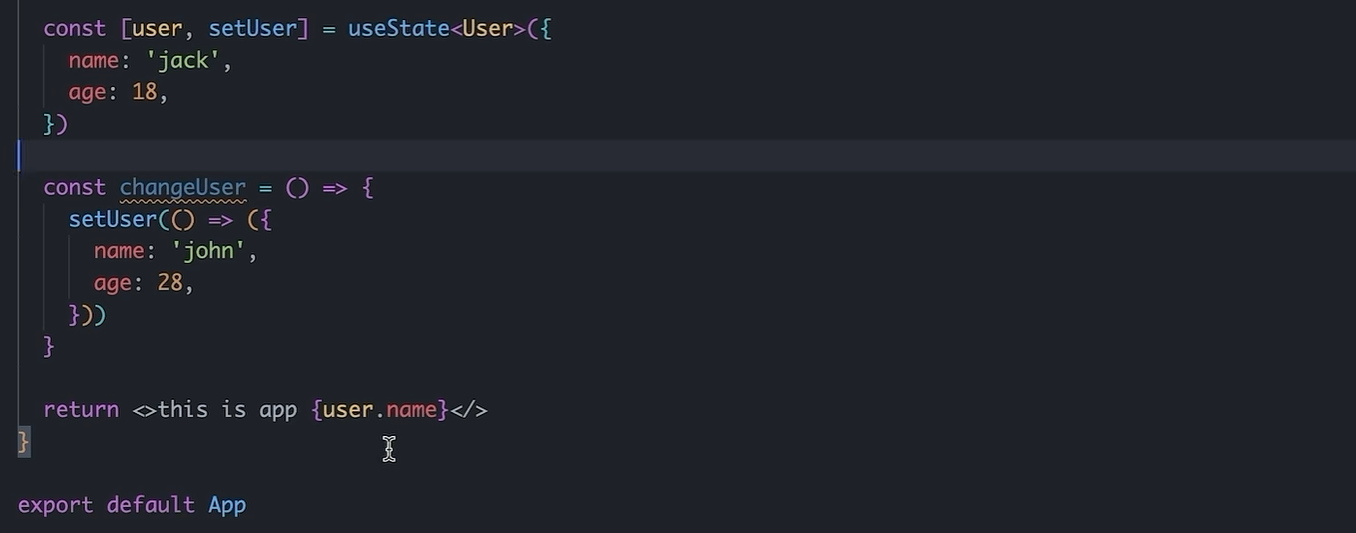 const [user, setUser] = useState<User>({
name: 'jack',
age: 18,
})
const changeUser = () => {
setUser(() => ({
name: 'john',
age: 28,
}))
}
return <>this is app {user.name}</>
}
export default App